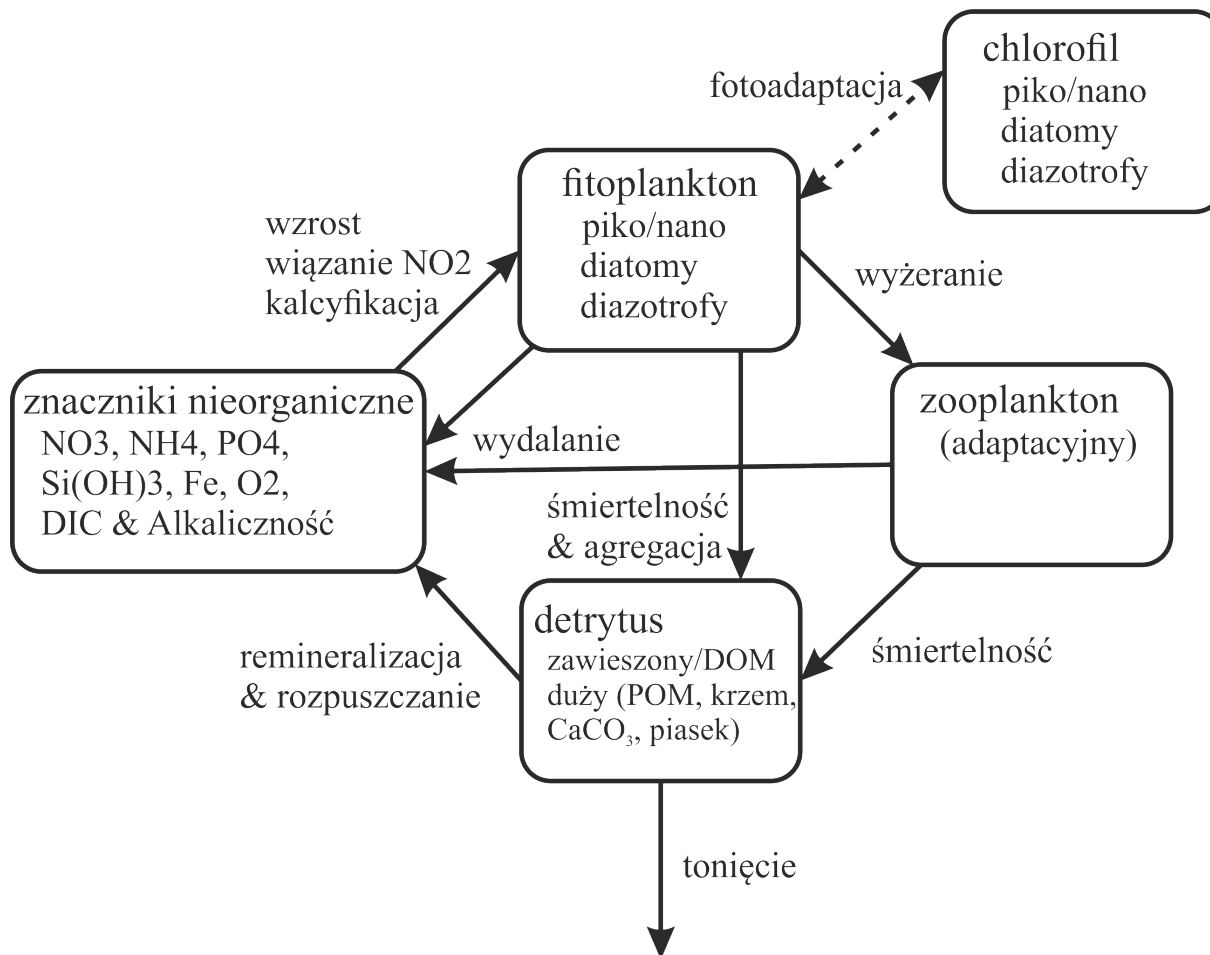 chlorofil
piko/nano
diatomy
diazotrofy
fotoadaptacja
fitoplankton
piko/nano
diatomy
diazotrofy
wzrost
wiązanie NO2
kalcyfikacja
wyżeranie
znaczniki nieorganiczne
NO3, NH4, PO4,
Si(OH)3, Fe, O2,
DIC & Alkaliczność
zooplankton
(adaptacyjny)
wydalanie
śmiertelność
& agregacja
detrytus
zawieszony/DOM
duży (POM, krzem,
CaCO₃, piasek)
remineralizacja
& rozpuszczanie
śmiertelność
tonięcie